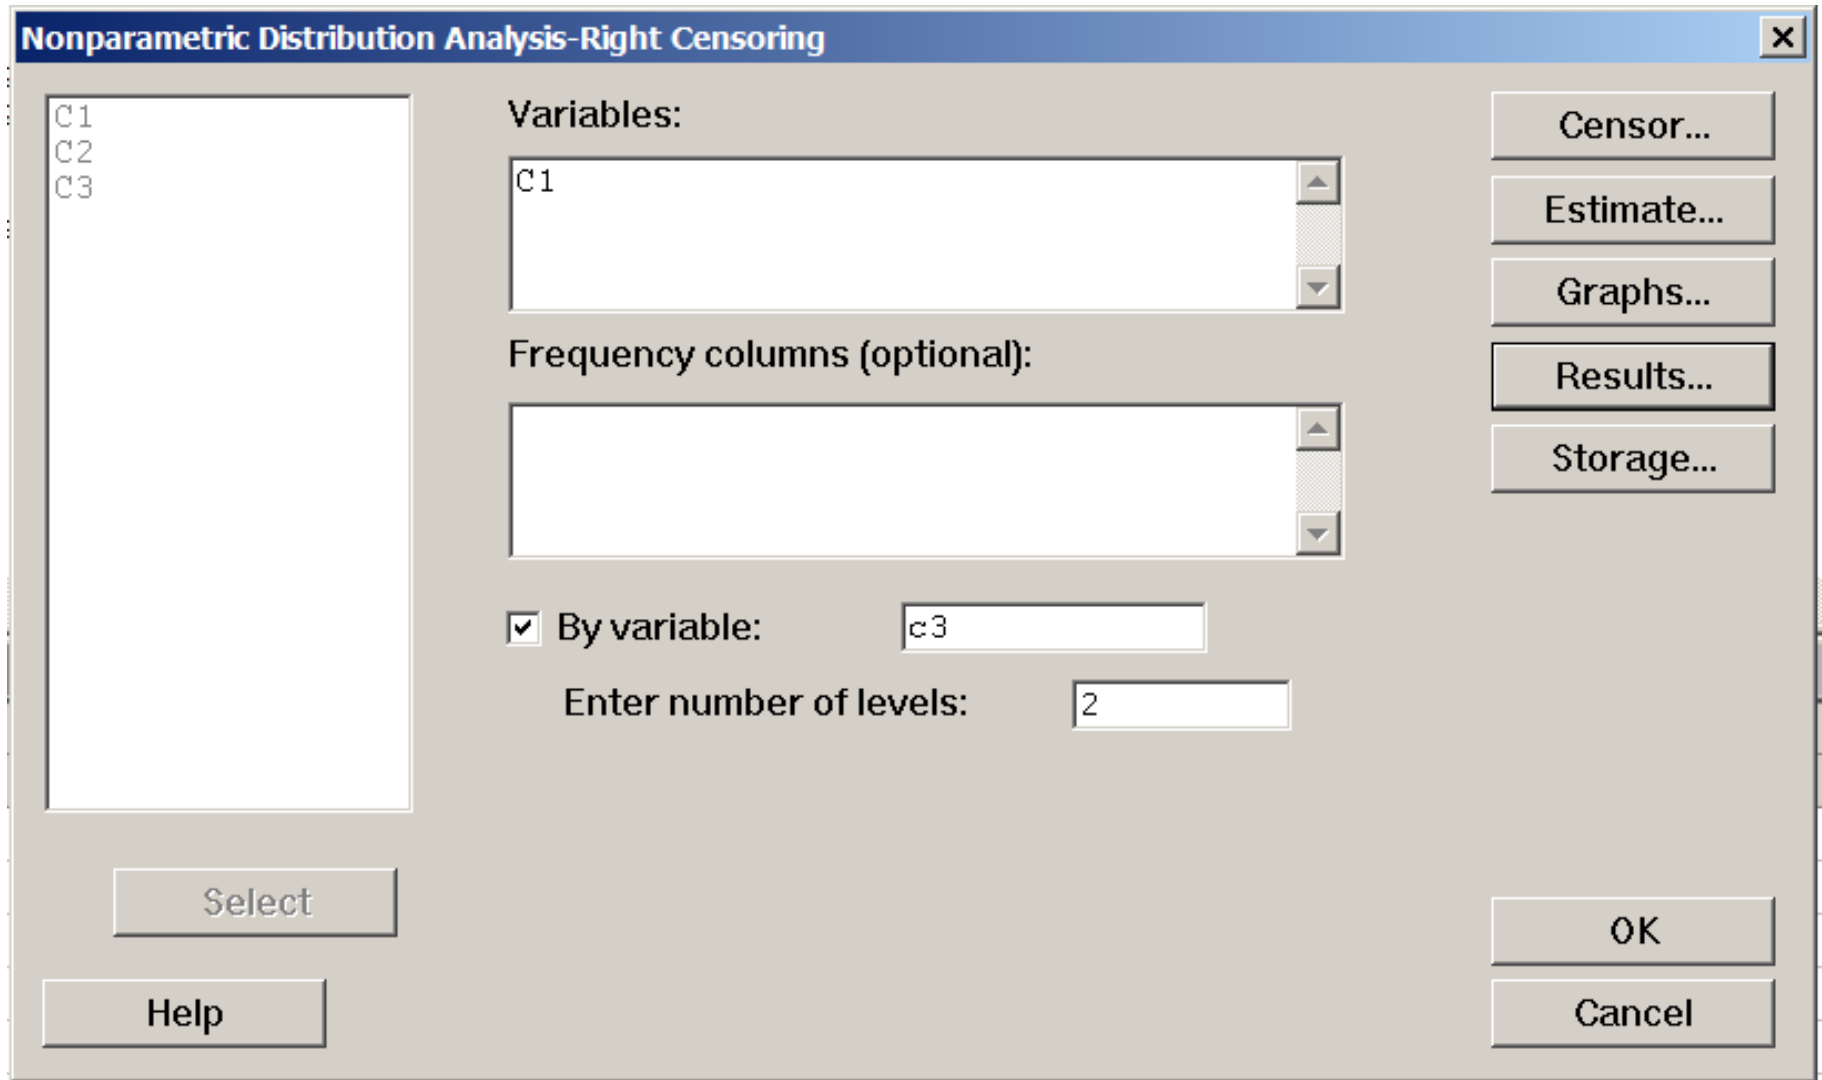 Nonparametric Distribution Analysis-Right Censoring
C1
C2
C3
Variables:
C1
Frequency columns (optional):
By variable:
c3
Enter number of levels:
2
Censor...
Estimate...
Graphs...
Results...
Storage...
Select
Help
OK
Cancel